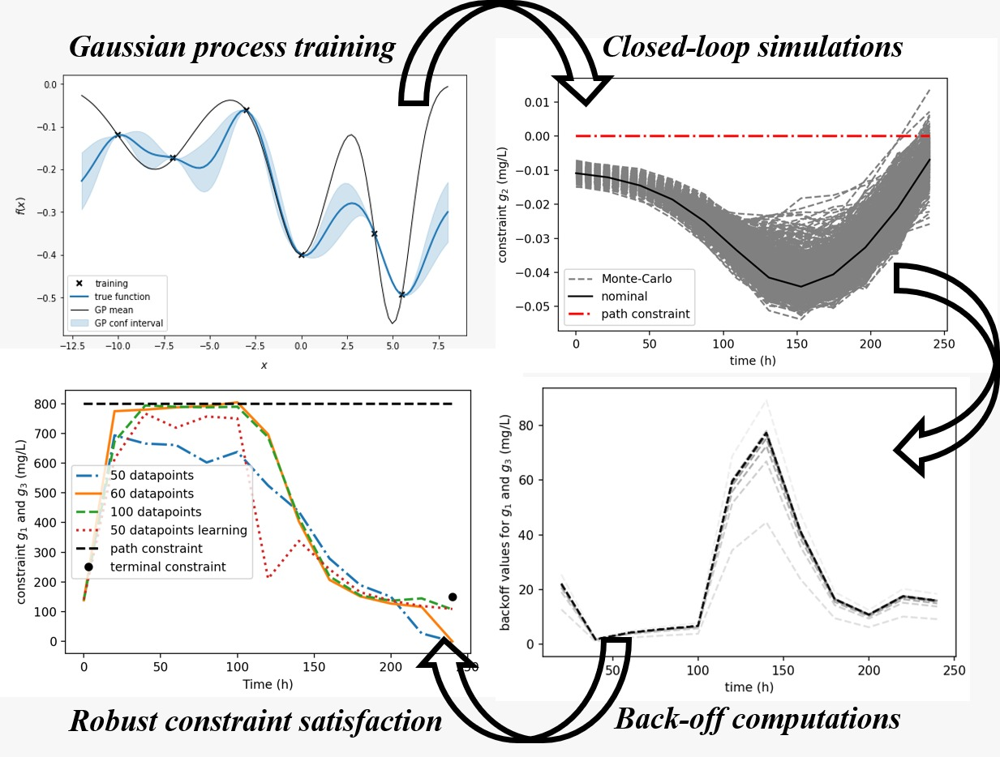 Gaussian process training
Closed-loop simulations
0.0
−0.1
−0.2
−0.3
−0.4
−0.5
f(x)
training
true function
GP mean
GP conf interval
−12.5 −10.0 −7.5 −5.0 −2.5 0.0 2.5 5.0 7.5
x
0.01
0.00
−0.01
−0.02
−0.03
−0.04
−0.05
constraint g₂ (mg/L)
Monte-Carlo
nominal
path constraint
0 50 100 150 200 250
time (h)
800
700
600
500
400
300
200
100
0
constraint g₁ and g₃ (mg/L)
50 datapoints
60 datapoints
100 datapoints
50 datapoints learning
path constraint
terminal constraint
0 50 100 150 200
Time (h)
80
60
40
20
0
backoff values for g₁ and g₃ (mg/L)
50 100 150 200 250
time (h)
Robust constraint satisfaction
Back-off computations